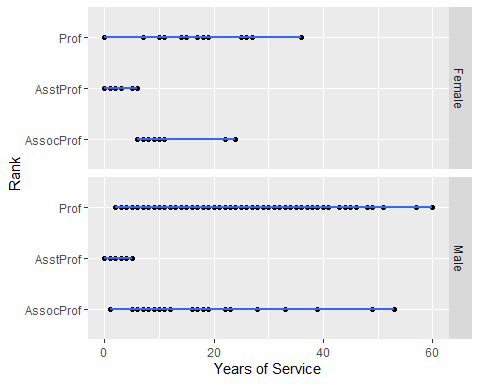 Prof
AsstProf
AssocProf
Female
Rank
Prof
AsstProf
AssocProf
Male
0 20 40 60
Years of Service